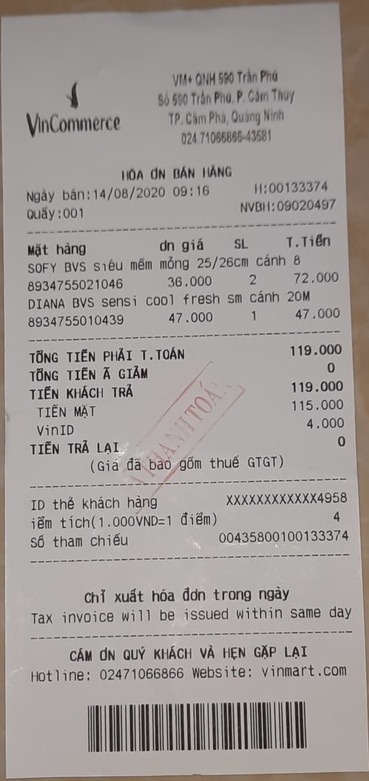 VinCommerce
VM+ QNH 590 Trần Phú
Số 590 Trần Phú, P. Cẩm Thủy
TP. Cẩm Phả, Quảng Ninh
024.71066866-43581
HÓA ĐN BÁN HÀNG
Ngày bán:14/08/2020 09:16 H:00133374
Quầy:001 NVBH:09020497
Mặt hàng đn giá SL T.Tiền
SOFY BVS siêu mềm mỏng 25/26cm cánh 8
8934755021046 36.000 2 72.000
DIANA BVS sensi cool fresh sm cánh 20M
8934755010439 47.000 1 47.000
TỔNG TIỀN PHẢI T.TOÁN 119.000
TỔNG TIỀN Ã GIẢM 0
TIỀN KHÁCH TRẢ 119.000
TIỀN MẶT 115.000
VinID 4.000
TIỀN TRẢ LẠI 0
(Giá đã bao gồm thuế GTGT)
THANH TOÁN
ID thẻ khách hàng XXXXXXXXXXXX4958
iểm tích(1.000VND=1 điểm) 4
Số tham chiếu 00435800100133374
Chỉ xuất hóa đơn trong ngày
Tax invoice will be issued within same day
CẢM ƠN QUÝ KHÁCH VÀ HẸN GẶP LẠI
Hotline: 02471066866 Website: vinmart.com